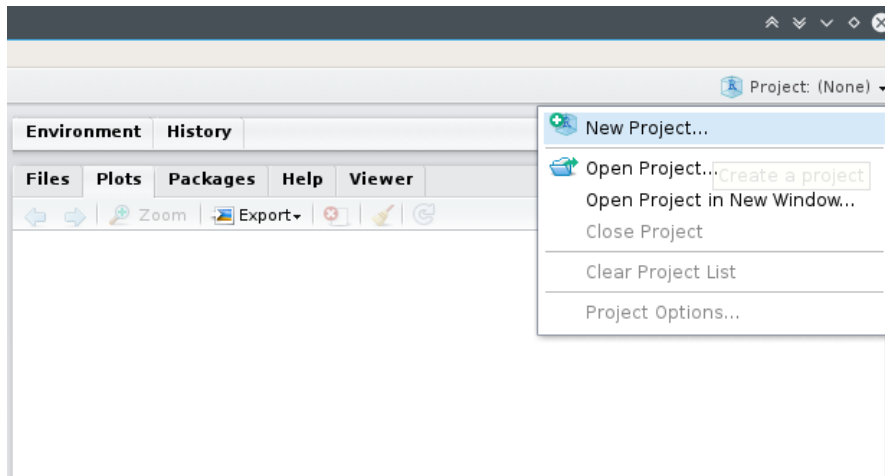 Project: (None)
Environment History
New Project...
Files Plots Packages Help Viewer
Open Project...
Create a project
Zoom Export
Open Project in New Window...
Close Project
Clear Project List
Project Options...